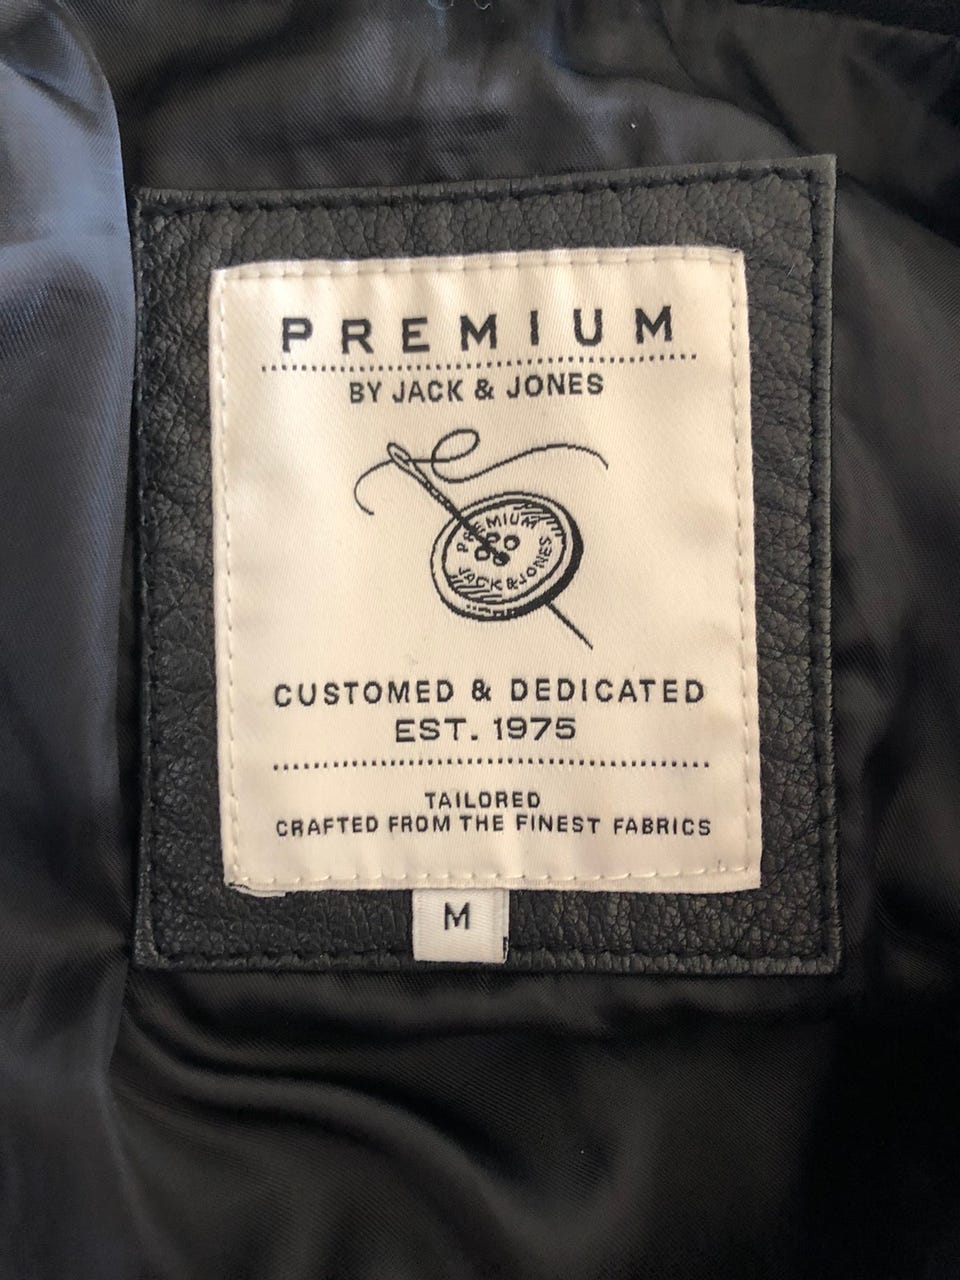 PREMIUM
BY JACK & JONES
PREMIUM
JACK & JONES
CUSTOMED & DEDICATED
EST. 1975
TAILORED
CRAFTED FROM THE FINEST FABRICS
M